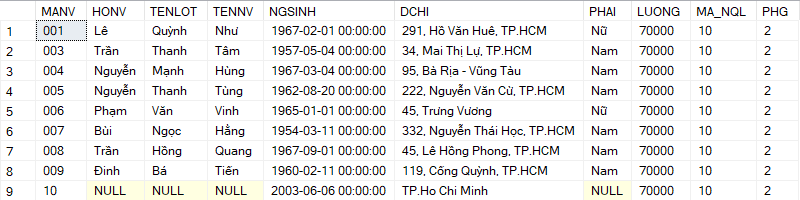 MANV HONV TENLOT TENNV NGSINH DCHI PHAI LUONG MA_NQL PHG
1 001 Lê Quỳnh Như 1967-02-01 00:00:00 291, Hồ Văn Huê, TP.HCM Nữ 70000 10 2
2 003 Trần Thanh Tâm 1957-05-04 00:00:00 34, Mai Thị Lự, TP.HCM Nam 70000 10 2
3 004 Nguyễn Mạnh Hùng 1967-03-04 00:00:00 95, Bà Rịa - Vũng Tàu Nam 70000 10 2
4 005 Nguyễn Thanh Tùng 1962-08-20 00:00:00 222, Nguyễn Văn Cừ, TP.HCM Nam 70000 10 2
5 006 Phạm Văn Vinh 1965-01-01 00:00:00 45, Trưng Vương Nữ 70000 10 2
6 007 Bùi Ngọc Hằng 1954-03-11 00:00:00 332, Nguyễn Thái Học, TP.HCM Nam 70000 10 2
7 008 Trần Hồng Quang 1967-09-01 00:00:00 45, Lê Hồng Phong, TP.HCM Nam 70000 10 2
8 009 Đinh Bá Tiến 1960-02-11 00:00:00 119, Cống Quỳnh, TP.HCM Nam 70000 10 2
9 10 NULL NULL NULL 2003-06-06 00:00:00 TP.Ho Chi Minh NULL 70000 10 2